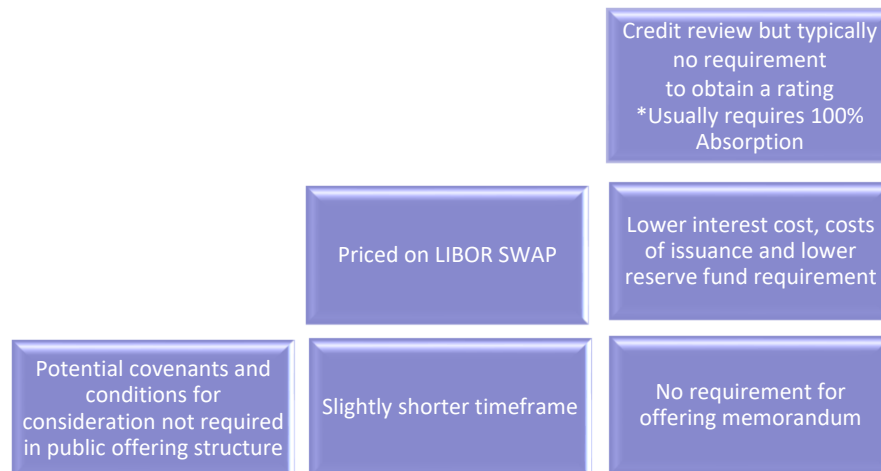 Credit review but typically
no requirement
to obtain a rating
*Usually requires 100%
Absorption
Priced on LIBOR SWAP
Lower interest cost, costs
of issuance and lower
reserve fund requirement
Potential covenants and
conditions for
consideration not required
in public offering structure
Slightly shorter timeframe
No requirement for
offering memorandum